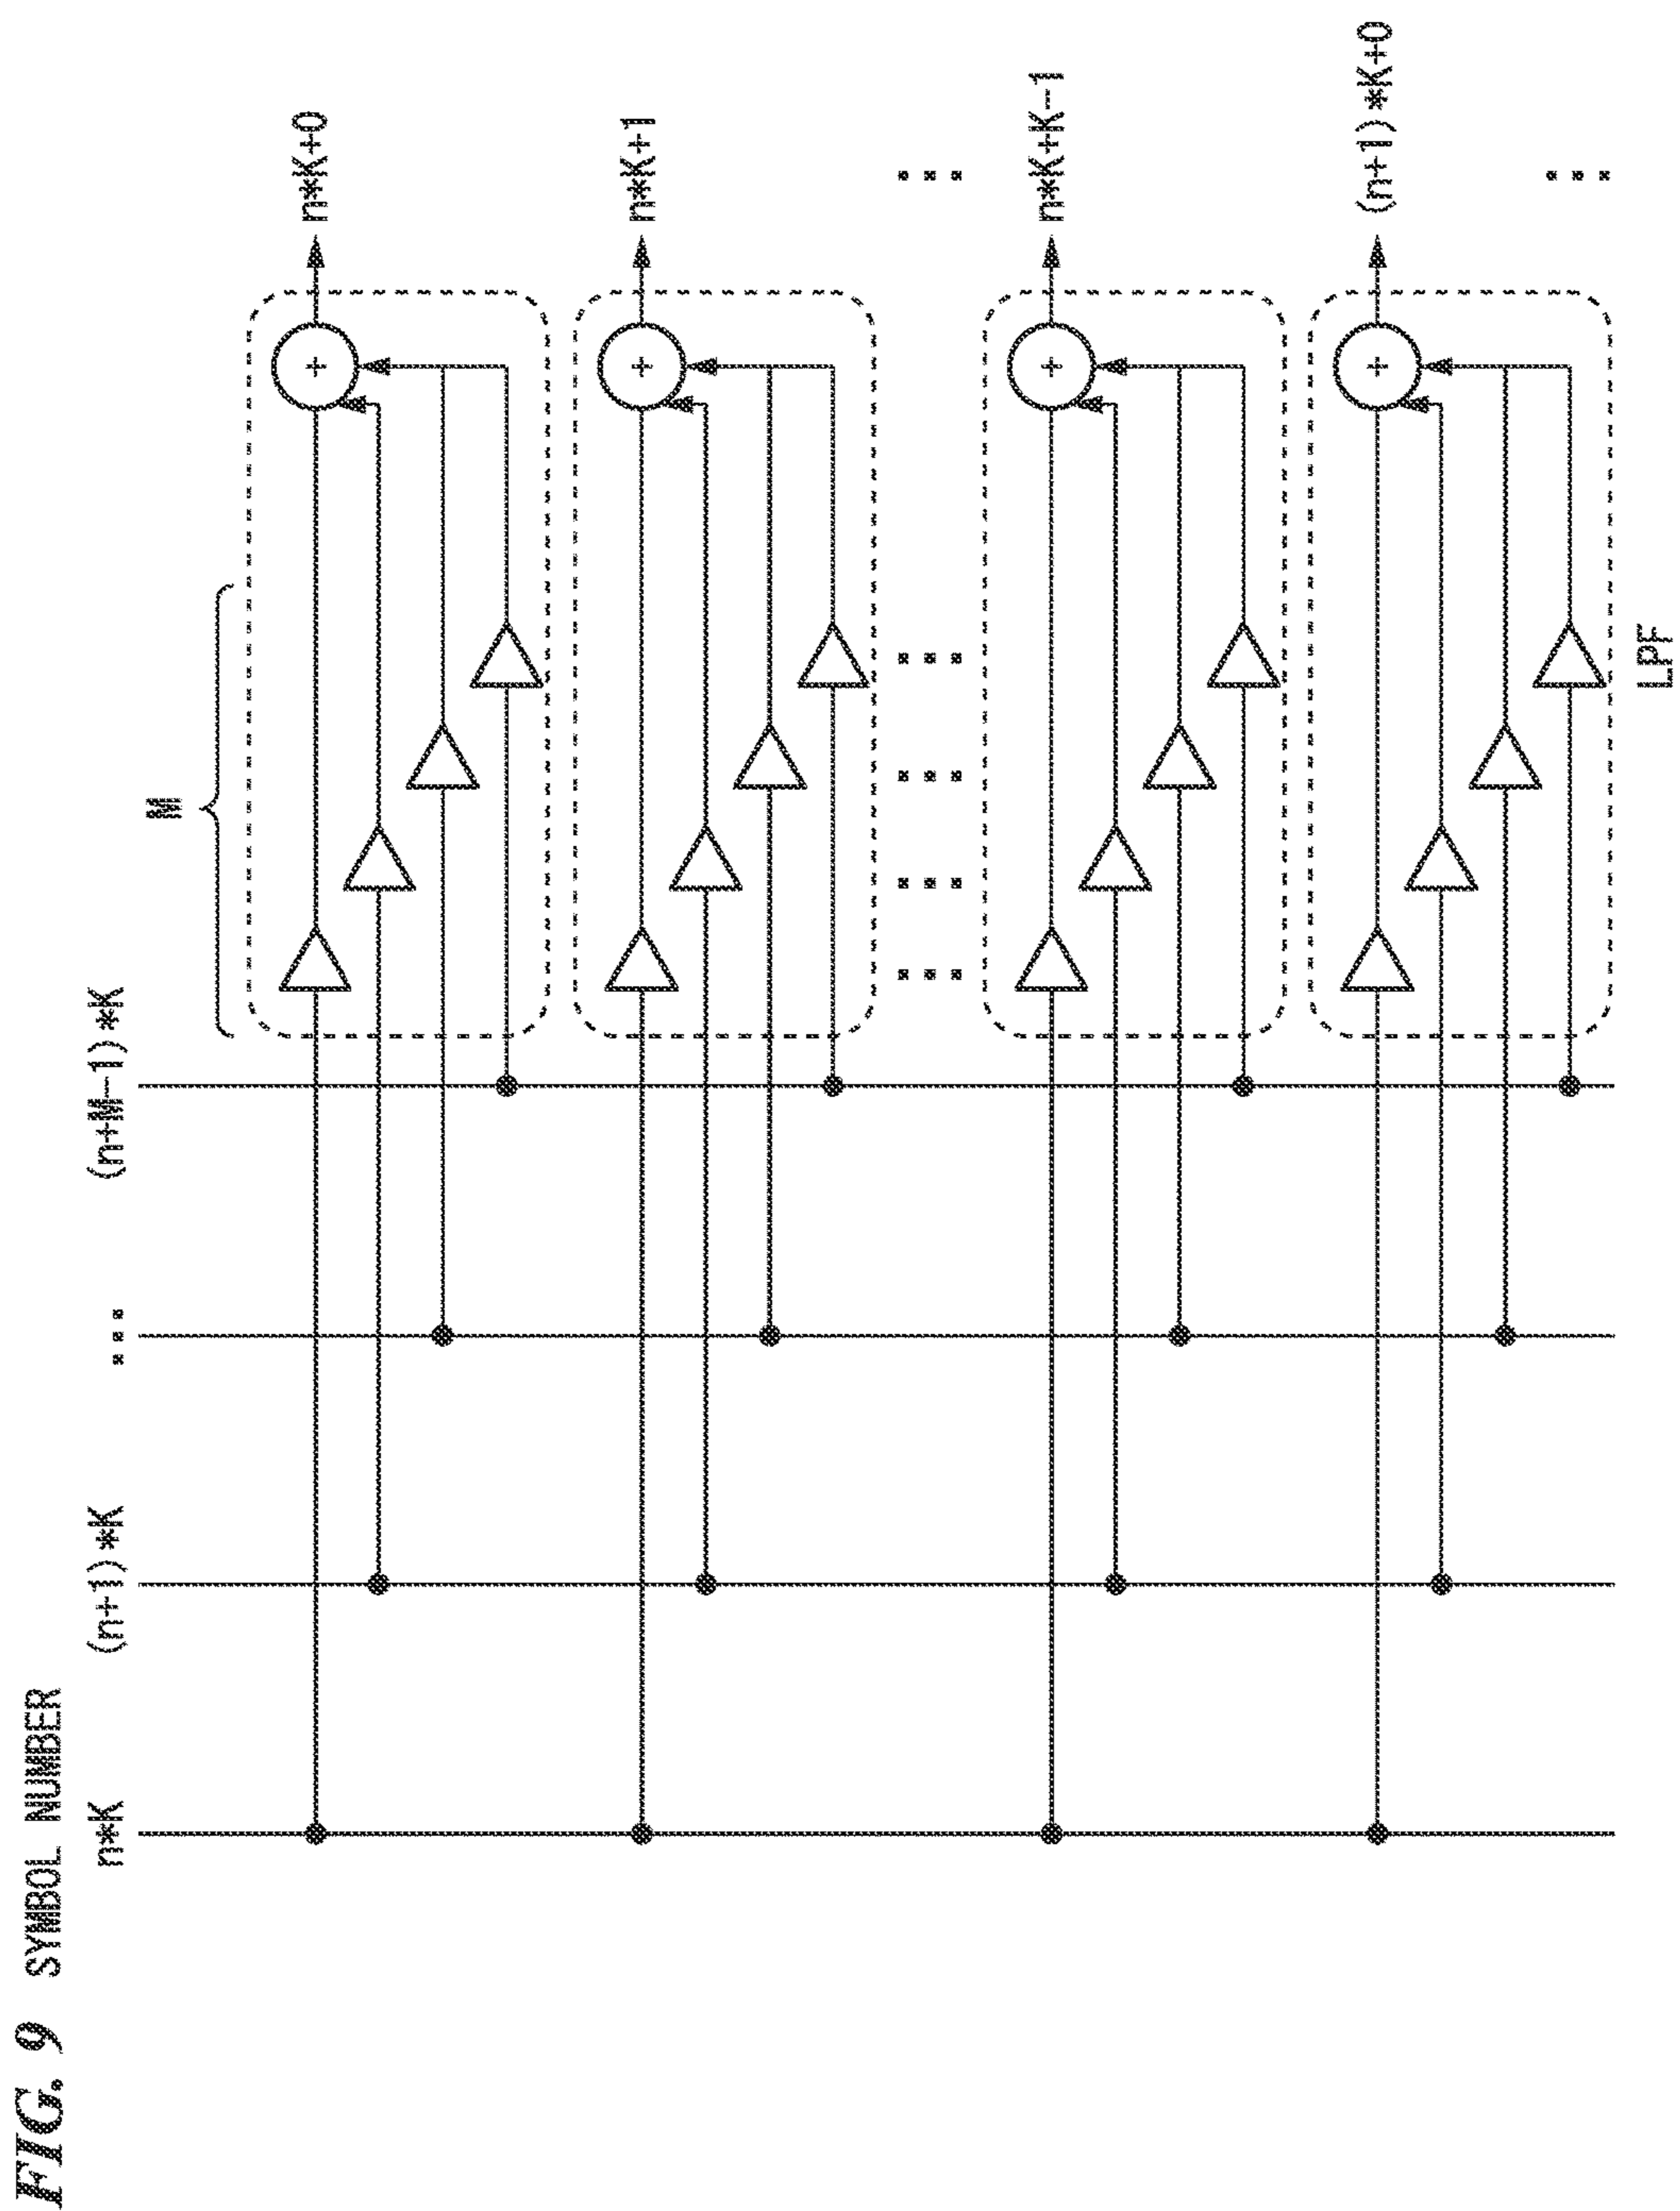 FIG. 9
SYMBOL NUMBER
n*K
(n+1)*K
...
(n+M-1)*K
M
+
n*K+0
+
n*K+1
... ... ... ... ...
+
n*K+K-1
+
(n+1)*K+0
...
LPF